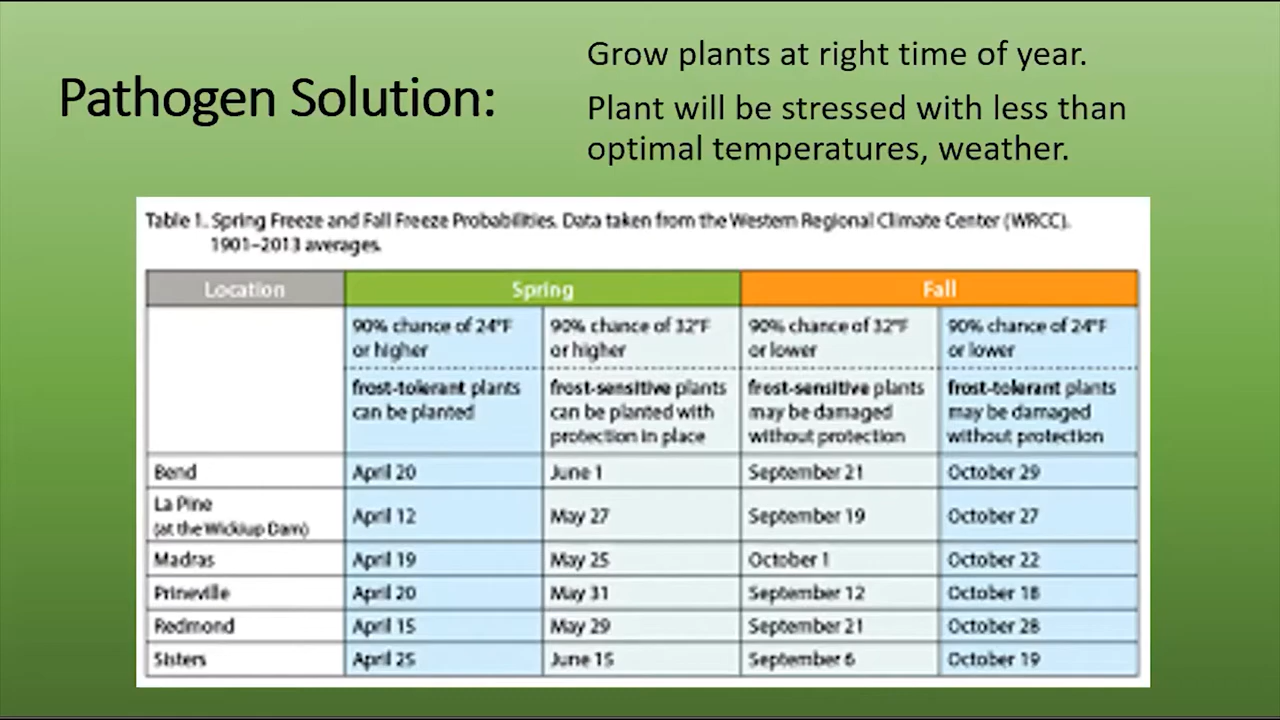 Pathogen Solution:
Grow plants at right time of year.
Plant will be stressed with less than
optimal temperatures, weather.
Table 1. Spring Freeze and Fall Freeze Probabilities. Data taken from the Western Regional Climate Center (WRCC).
1901–2013 averages.
Location Spring Fall
90% chance of 24°F 90% chance of 32°F 90% chance of 32°F 90% chance of 24°F
or higher or higher or lower or lower
frost-tolerant plants frost-sensitive plants frost-sensitive plants frost-tolerant plants
can be planted can be planted with may be damaged may be damaged
protection in place without protection without protection
Bend April 20 June 1 September 21 October 29
La Pine
(at the Wickiup Dam) April 12 May 27 September 19 October 27
Madras April 19 May 25 October 1 October 22
Prineville April 20 May 31 September 12 October 18
Redmond April 15 May 29 September 21 October 28
Sisters April 25 June 15 September 6 October 19